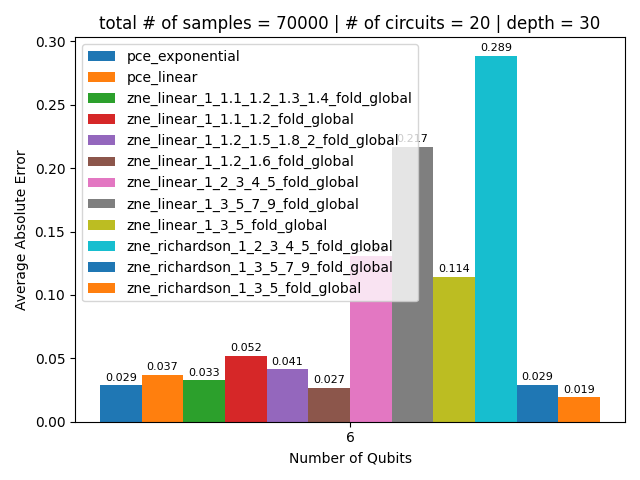 total # of samples = 70000 | # of circuits = 20 | depth = 30
0.30
0.25
0.20
0.15
0.10
0.05
0.00
Average Absolute Error
pce_exponential
pce_linear
zne_linear_1_1.1_1.2_1.3_1.4_fold_global
zne_linear_1_1.1_1.2_fold_global
zne_linear_1_1.2_1.5_1.8_2_fold_global
zne_linear_1_1.2_1.6_fold_global
zne_linear_1_2_3_4_5_fold_global
zne_linear_1_3_5_7_9_fold_global
zne_linear_1_3_5_fold_global
zne_richardson_1_2_3_4_5_fold_global
zne_richardson_1_3_5_7_9_fold_global
zne_richardson_1_3_5_fold_global
0.029
0.037
0.033
0.052
0.041
0.027
0.217
0.114
0.289
0.029
0.019
6
Number of Qubits